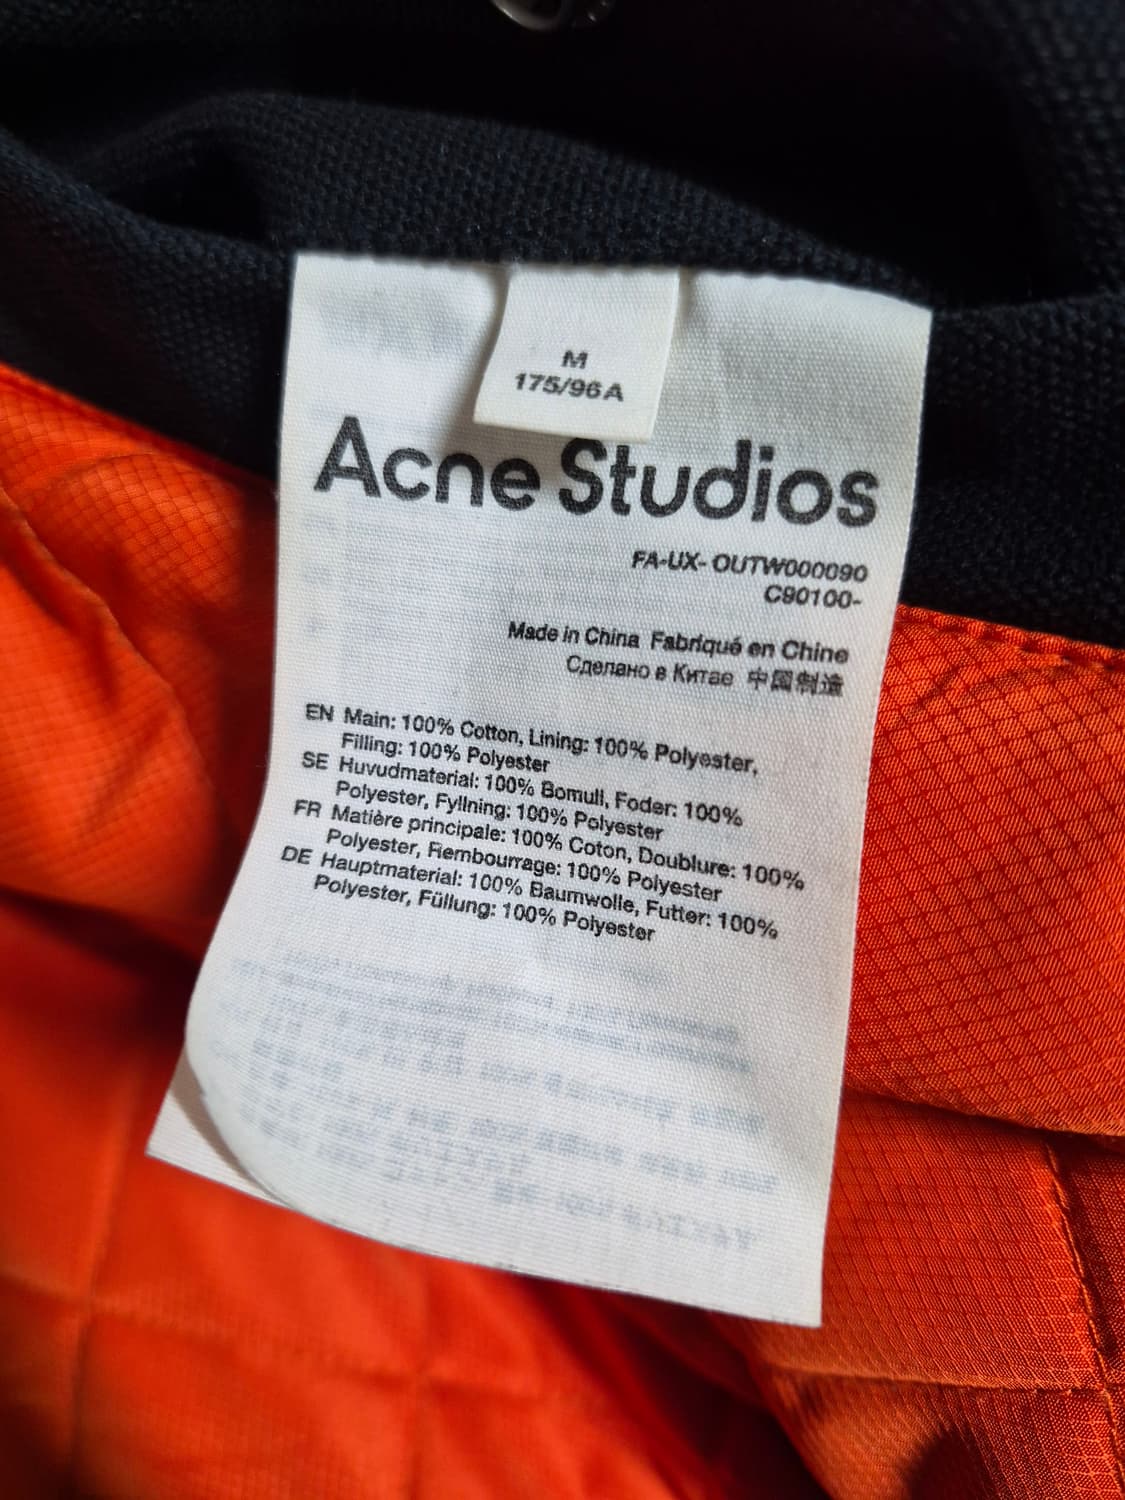 M
175/96A
Acne Studios
FA-UX-OUTW000090
C90100-
Made in China Fabriqué en Chine
Сделано в Китае 中国制造
EN Main: 100% Cotton, Lining: 100% Polyester,
Filling: 100% Polyester
SE Huvudmaterial: 100% Bomull, Foder: 100%
Polyester, Fyllning: 100% Polyester
FR Matière principale: 100% Coton, Doublure: 100%
Polyester, Rembourrage: 100% Polyester
DE Hauptmaterial: 100% Baumwolle, Futter: 100%
Polyester, Füllung: 100% Polyester